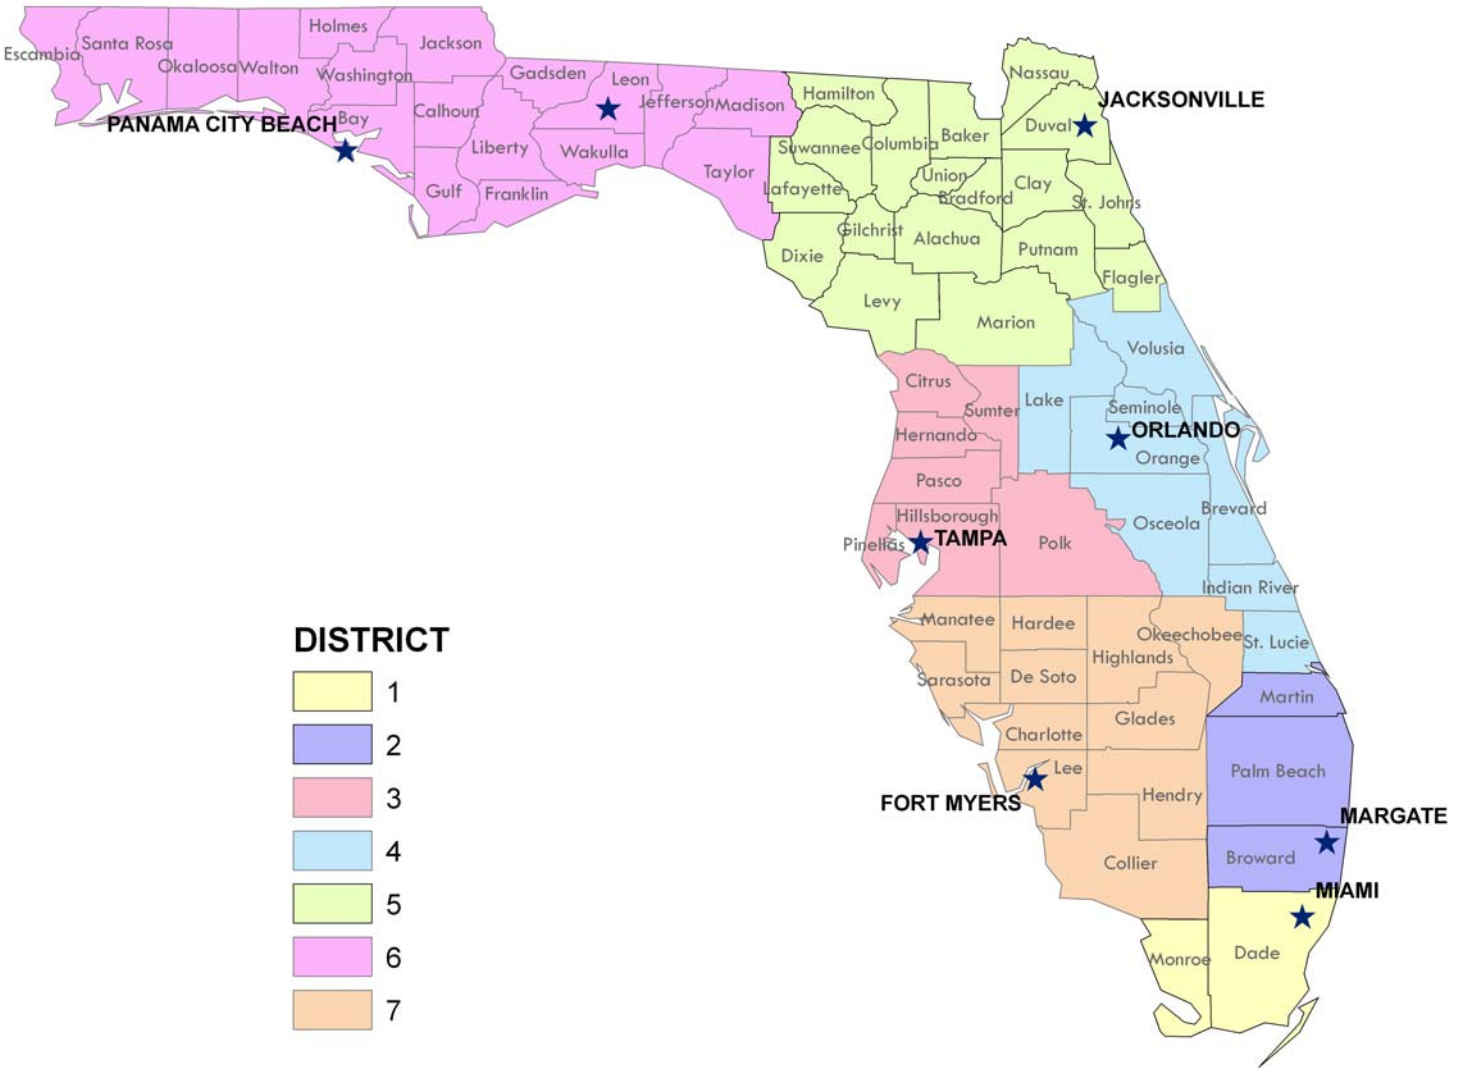 Holmes
Escambia
Santa Rosa
Okaloosa
Walton
Washington
Jackson
Gadsden
Leon
Jefferson
Madison
PANAMA CITY BEACH
Bay
Calhoun
Liberty
Wakulla
Taylor
Gulf
Franklin
Hamilton
Nassau
JACKSONVILLE
Duval
Suwannee
Columbia
Baker
Lafayette
Union
Bradford
Clay
St. Johns
Gilchrist
Alachua
Putnam
Dixie
Flagler
Levy
Marion
Volusia
Citrus
Sumter
Lake
Seminole
ORLANDO
Orange
Hernando
Pasco
Hillsborough
Pinellas
TAMPA
Polk
Osceola
Brevard
Indian River
Manatee
Hardee
Okeechobee
St. Lucie
Highlands
Sarasota
De Soto
Martin
Charlotte
Glades
Palm Beach
Lee
FORT MYERS
Hendry
MARGATE
Collier
Broward
MIAMI
Monroe
Dade
DISTRICT
1
2
3
4
5
6
7